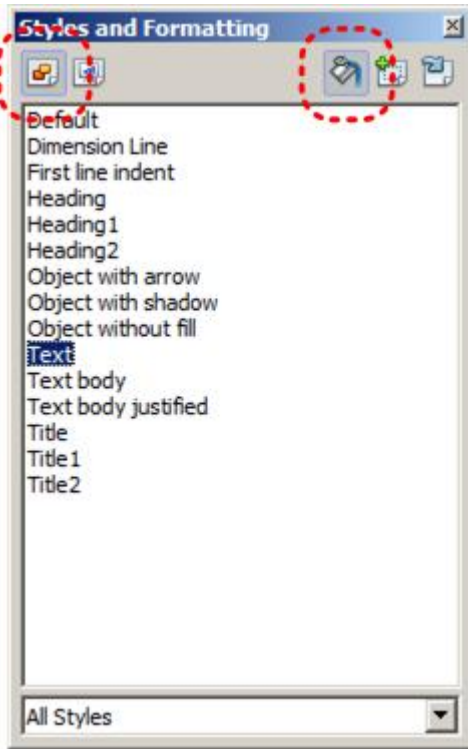 Styles and Formatting
Default
Dimension Line
First line indent
Heading
Heading1
Heading2
Object with arrow
Object with shadow
Object without fill
Text
Text body
Text body justified
Title
Title1
Title2
All Styles